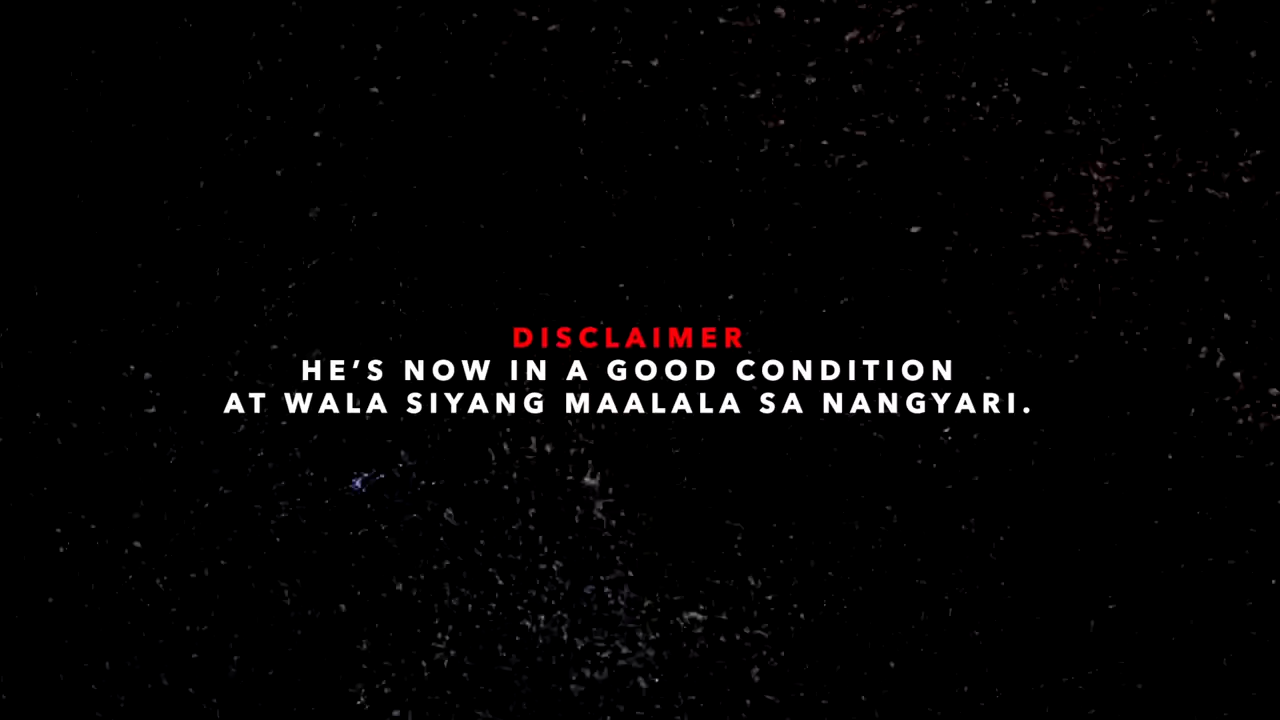 DISCLAIMER
HE’S NOW IN A GOOD CONDITION
AT WALA SIYANG MAALALA SA NANGYARI.